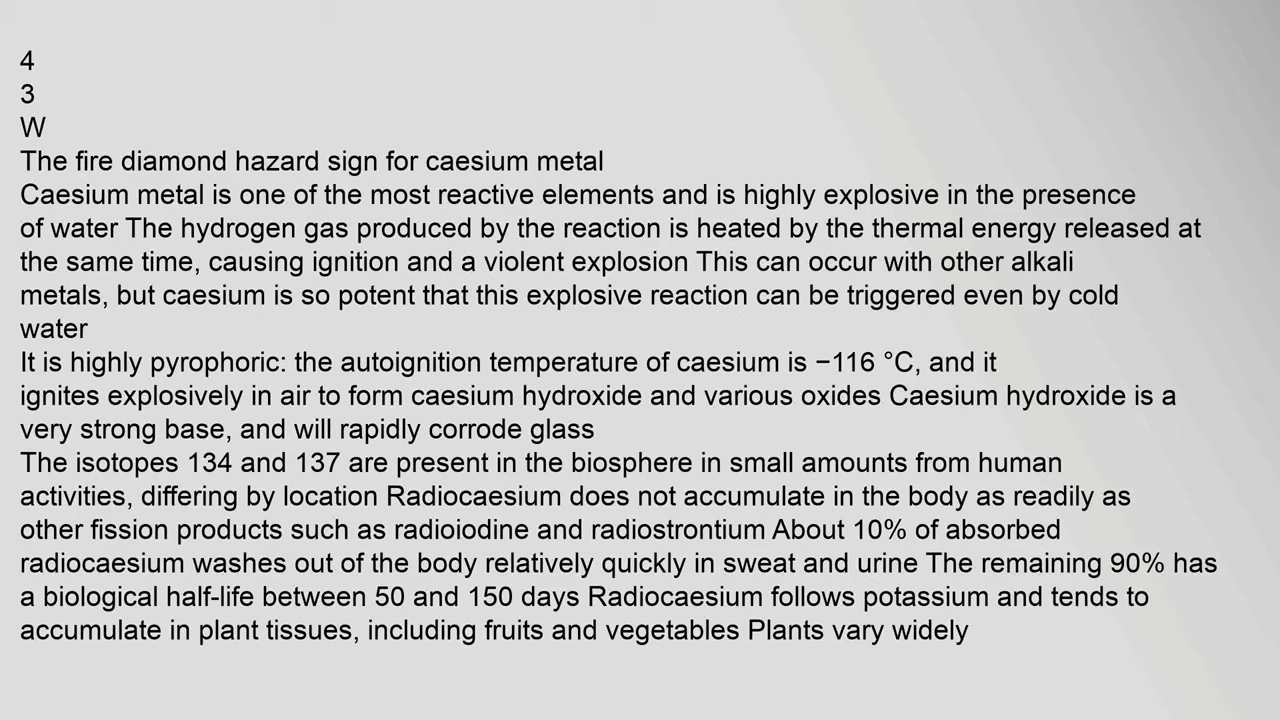 4
3
W
The fire diamond hazard sign for caesium metal
Caesium metal is one of the most reactive elements and is highly explosive in the presence
of water The hydrogen gas produced by the reaction is heated by the thermal energy released at
the same time, causing ignition and a violent explosion This can occur with other alkali
metals, but caesium is so potent that this explosive reaction can be triggered even by cold
water
It is highly pyrophoric: the autoignition temperature of caesium is −116 °C, and it
ignites explosively in air to form caesium hydroxide and various oxides Caesium hydroxide is a
very strong base, and will rapidly corrode glass
The isotopes 134 and 137 are present in the biosphere in small amounts from human
activities, differing by location Radiocaesium does not accumulate in the body as readily as
other fission products such as radioiodine and radiostrontium About 10% of absorbed
radiocaesium washes out of the body relatively quickly in sweat and urine The remaining 90% has
a biological half-life between 50 and 150 days Radiocaesium follows potassium and tends to
accumulate in plant tissues, including fruits and vegetables Plants vary widely